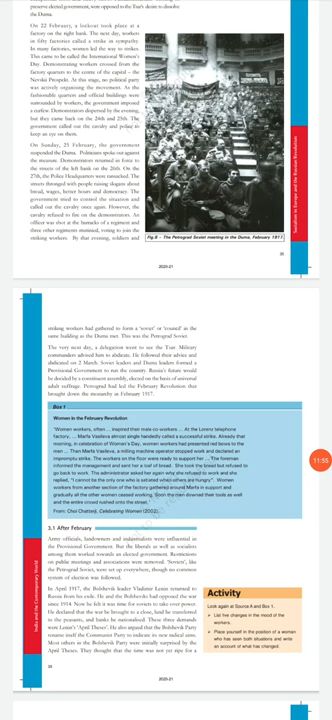 preserve elected government, were opposed to the Tsar's desire to dissolve
the Duma.
On 22 February, a lockout took place at a
factory on the right bank. The next day, workers
in fifty factories called a strike in sympathy.
In many factories, women led the way to strikes.
This came to be called the International Women's
Day. Demonstrating workers crossed from the
factory quarters to the centre of the capital – the
Nevskii Prospekt. At this stage, no political party
was actively organising the movement. As the
fashionable quarters and official buildings were
surrounded by workers, the government imposed
a curfew. Demonstrators dispersed by the evening,
but they came back on the 24th and 25th. The
government called out the cavalry and police to
keep an eye on them.
On Sunday, 25 February, the government
suspended the Duma. Politicians spoke out against
the measure. Demonstrators returned in force to
the streets of the left bank on the 26th. On the
27th, the Police Headquarters were ransacked. The
streets thronged with people raising slogans about
bread, wages, better hours and democracy. The
government tried to control the situation and
called out the cavalry once again. However, the
cavalry refused to fire on the demonstrators. An
officer was shot at the barracks of a regiment and
three other regiments mutinied, voting to join the
striking workers. By that evening, soldiers and
Fig.8 – The Petrograd Soviet meeting in the Duma, February 1917.
Socialism in Europe and the Russian Revolution
35
2020-21
striking workers had gathered to form a 'soviet' or 'council' in the
same building as the Duma met. This was the Petrograd Soviet.
The very next day, a delegation went to see the Tsar. Military
commanders advised him to abdicate. He followed their advice and
abdicated on 2 March. Soviet leaders and Duma leaders formed a
Provisional Government to run the country. Russia's future would
be decided by a constituent assembly, elected on the basis of universal
adult suffrage. Petrograd had led the February Revolution that
brought down the monarchy in February 1917.
Box 1
Women in the February Revolution
'Women workers, often ... inspired their male co-workers ... At the Lorenz telephone
factory, ... Marfa Vasileva almost single handedly called a successful strike. Already that
morning, in celebration of Women's Day, women workers had presented red bows to the
men ... Then Marfa Vasileva, a milling machine operator stopped work and declared an
impromptu strike. The workers on the floor were ready to support her ... The foreman
informed the management and sent her a loaf of bread. She took the bread but refused to
go back to work. The administrator asked her again why she refused to work and she
replied, "I cannot be the only one who is satiated when others are hungry". Women
workers from another section of the factory gathered around Marfa in support and
gradually all the other women ceased working. Soon the men downed their tools as well
and the entire crowd rushed onto the street.'
From: Choi Chatterji, Celebrating Women (2002).
11:55
3.1 After February
Army officials, landowners and industrialists were influential in
the Provisional Government. But the liberals as well as socialists
among them worked towards an elected government. Restrictions
on public meetings and associations were removed. 'Soviets', like
the Petrograd Soviet, were set up everywhere, though no common
system of election was followed.
In April 1917, the Bolshevik leader Vladimir Lenin returned to
Russia from his exile. He and the Bolsheviks had opposed the war
since 1914. Now he felt it was time for soviets to take over power.
He declared that the war be brought to a close, land be transferred
to the peasants, and banks be nationalised. These three demands
were Lenin's 'April Theses'. He also argued that the Bolshevik Party
rename itself the Communist Party to indicate its new radical aims.
Most others in the Bolshevik Party were initially surprised by the
April Theses. They thought that the time was not yet ripe for a
Activity
Look again at Source A and Box 1.
➢ List five changes in the mood of the
workers.
➢ Place yourself in the position of a woman
who has seen both situations and write
an account of what has changed.
India and the Contemporary World
36
2020-21